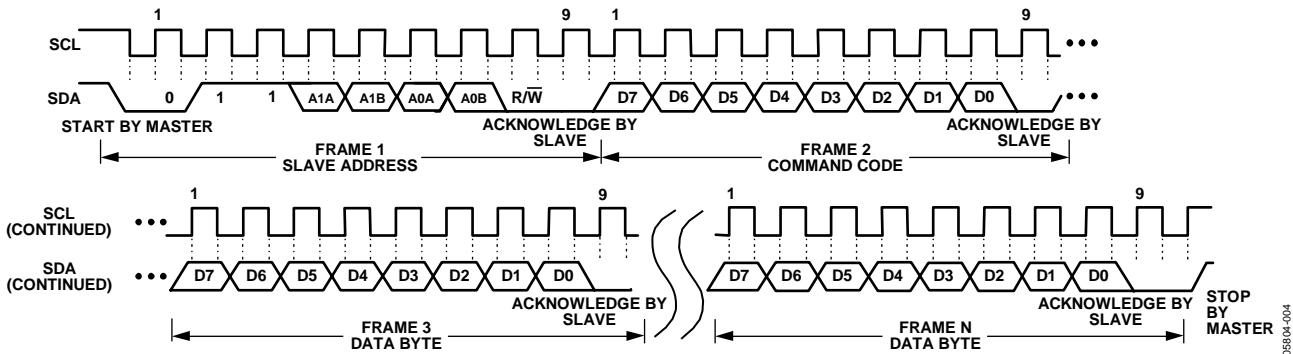 1 9 1 9
SCL
SDA 0 1 1 A1A A1B A0A A0B R/W̅ D7 D6 D5 D4 D3 D2 D1 D0
START BY MASTER
ACKNOWLEDGE BY
SLAVE
ACKNOWLEDGE BY
SLAVE
FRAME 1
SLAVE ADDRESS
FRAME 2
COMMAND CODE
1 9 1 9
SCL
(CONTINUED)
SDA
(CONTINUED)
D7 D6 D5 D4 D3 D2 D1 D0 D7 D6 D5 D4 D3 D2 D1 D0
ACKNOWLEDGE BY
SLAVE
ACKNOWLEDGE BY
SLAVE
STOP
BY
MASTER
FRAME 3
DATA BYTE
FRAME N
DATA BYTE
05804-004